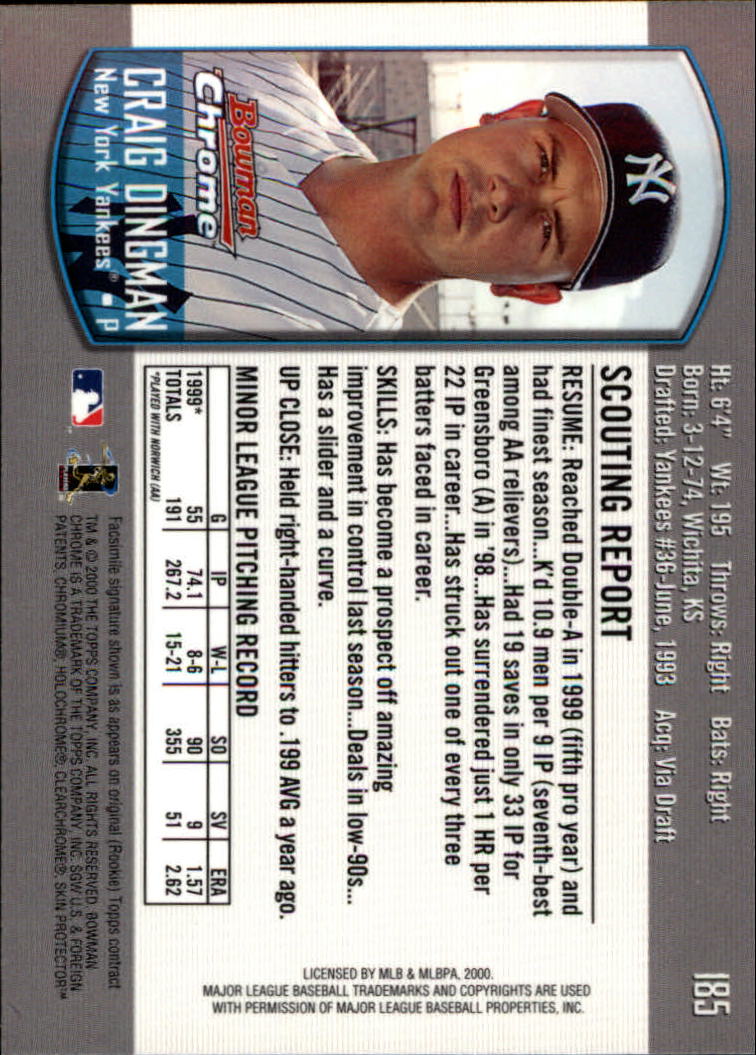 185
Ht: 6'4" Wt: 195 Throws: Right Bats: Right
Born: 3-12-74, Wichita, KS
Drafted: Yankees #36-June, 1993 Acq: Via Draft
SCOUTING REPORT
RESUME: Reached Double-A in 1999 (fifth pro year) and
had finest season...K'd 10.9 men per 9 IP (seventh-best
among AA relievers)...Had 19 saves in only 33 IP for
Greensboro (A) in '98...Has surrendered just 1 HR per
22 IP in career...Has struck out one of every three
batters faced in career.
SKILLS: Has become a prospect off amazing
improvement in control last season...Deals in low-90s...
Has a slider and a curve.
UP CLOSE: Held right-handed hitters to .199 AVG a year ago.
MINOR LEAGUE PITCHING RECORD
G IP W-L SO SV ERA
1999* 55 74.1 8-6 90 9 1.57
TOTALS 191 267.2 15-21 355 51 2.62
*PLAYED WITH NORWICH (AA)
NY
Bowman
Chrome
CRAIG DINGMAN
New York Yankees® • P
Facsimile signature shown is as appears on original (Rookie) Topps contract
TM & © 2000 THE TOPPS COMPANY, INC. ALL RIGHTS RESERVED. BOWMAN
CHROME IS A TRADEMARK OF THE TOPPS COMPANY, INC. SGW U.S. & FOREIGN
PATENTS, CHROMIUM®, HOLOCHROME®, CLEARCHROME®, SKIN PROTECTOR™
LICENSED BY MLB & MLBPA, 2000.
MAJOR LEAGUE BASEBALL TRADEMARKS AND COPYRIGHTS ARE USED
WITH PERMISSION OF MAJOR LEAGUE BASEBALL PROPERTIES, INC.